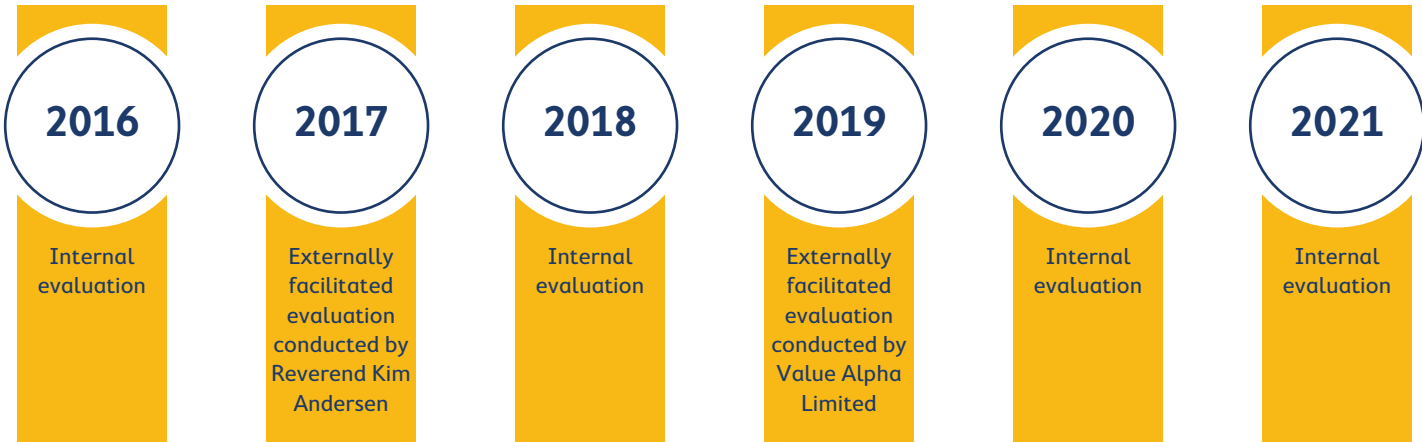 2016
Internal
evaluation
2017
Externally
facilitated
evaluation
conducted by
Reverend Kim
Andersen
2018
Internal
evaluation
2019
Externally
facilitated
evaluation
conducted by
Value Alpha
Limited
2020
Internal
evaluation
2021
Internal
evaluation